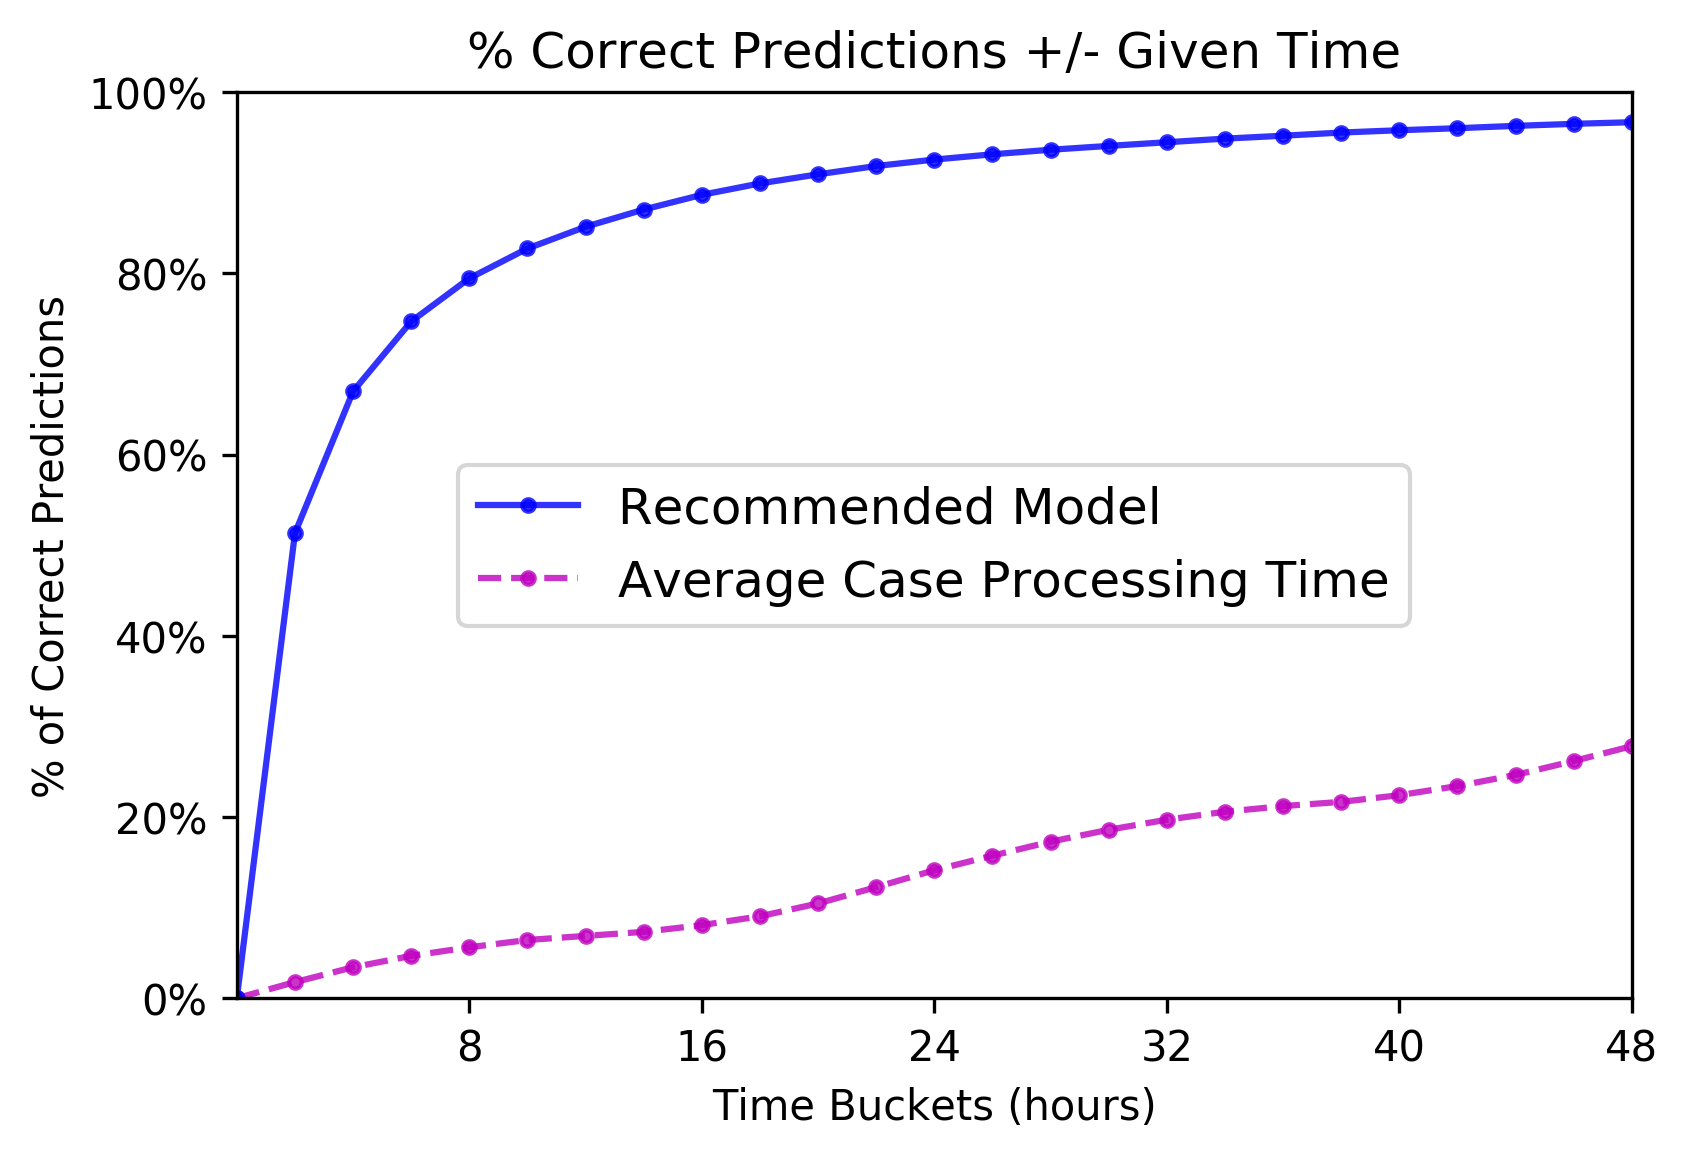 % Correct Predictions +/- Given Time
100%
80%
60%
40%
20%
0%
% of Correct Predictions
Recommended Model
Average Case Processing Time
8 16 24 32 40 48
Time Buckets (hours)